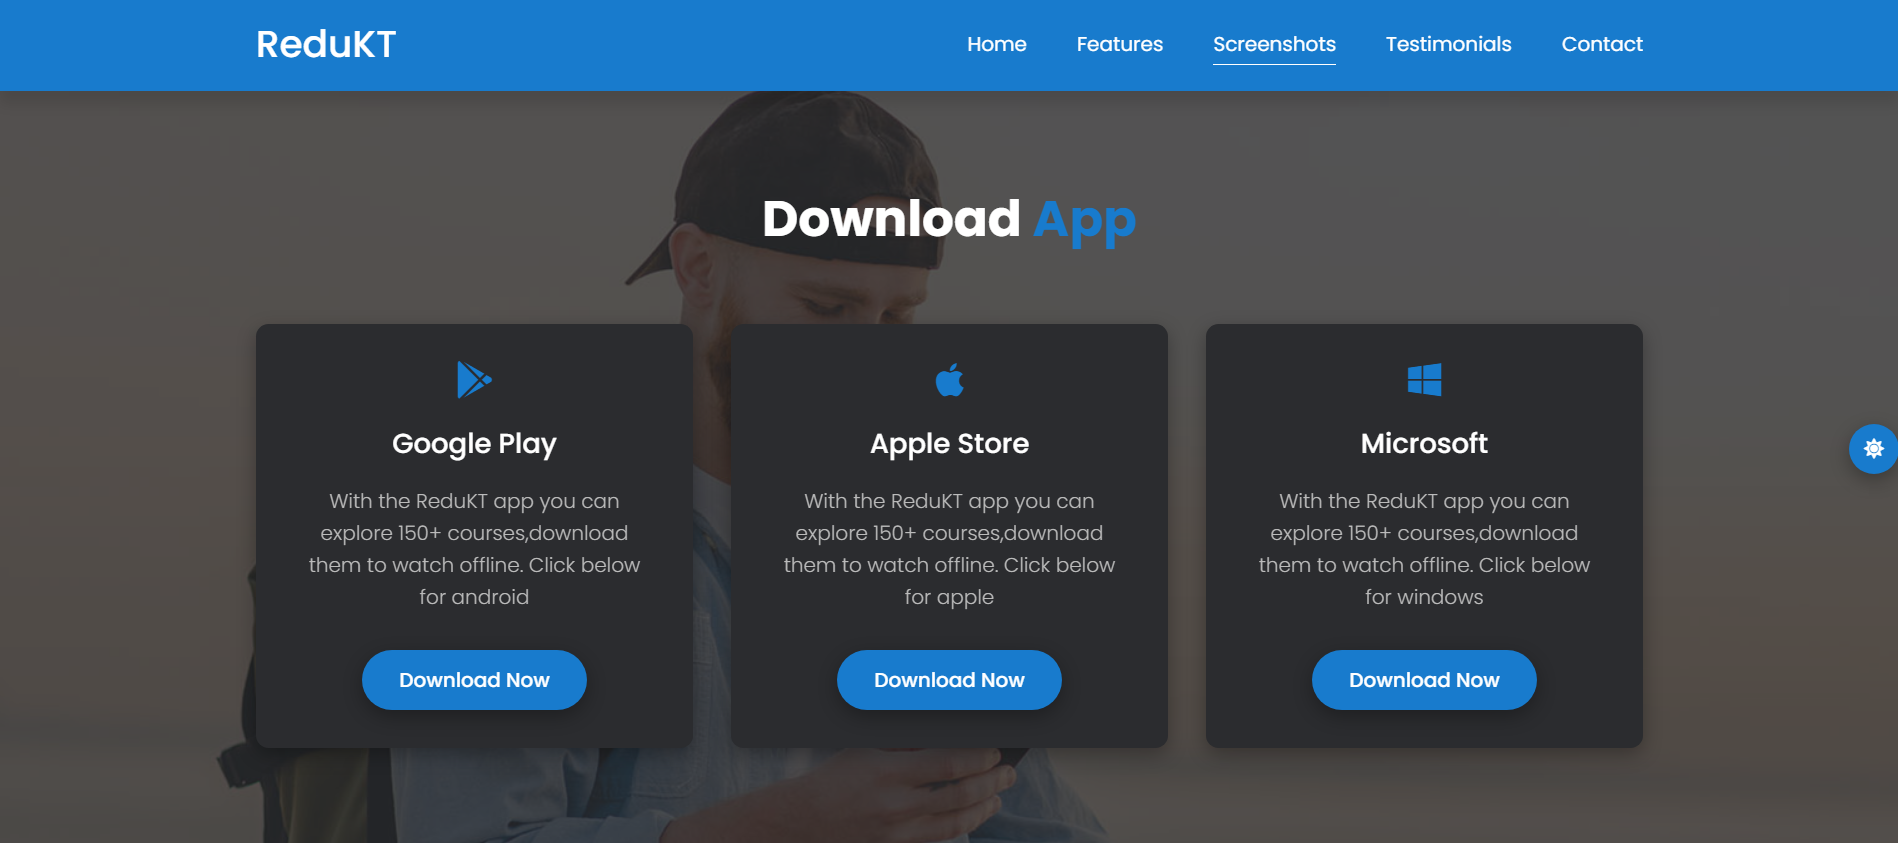 ReduKT
Home
Features
Screenshots
Testimonials
Contact
Download App
Google Play
With the ReduKT app you can
explore 150+ courses,download
them to watch offline. Click below
for android
Download Now
Apple Store
With the ReduKT app you can
explore 150+ courses,download
them to watch offline. Click below
for apple
Download Now
Microsoft
With the ReduKT app you can
explore 150+ courses,download
them to watch offline. Click below
for windows
Download Now